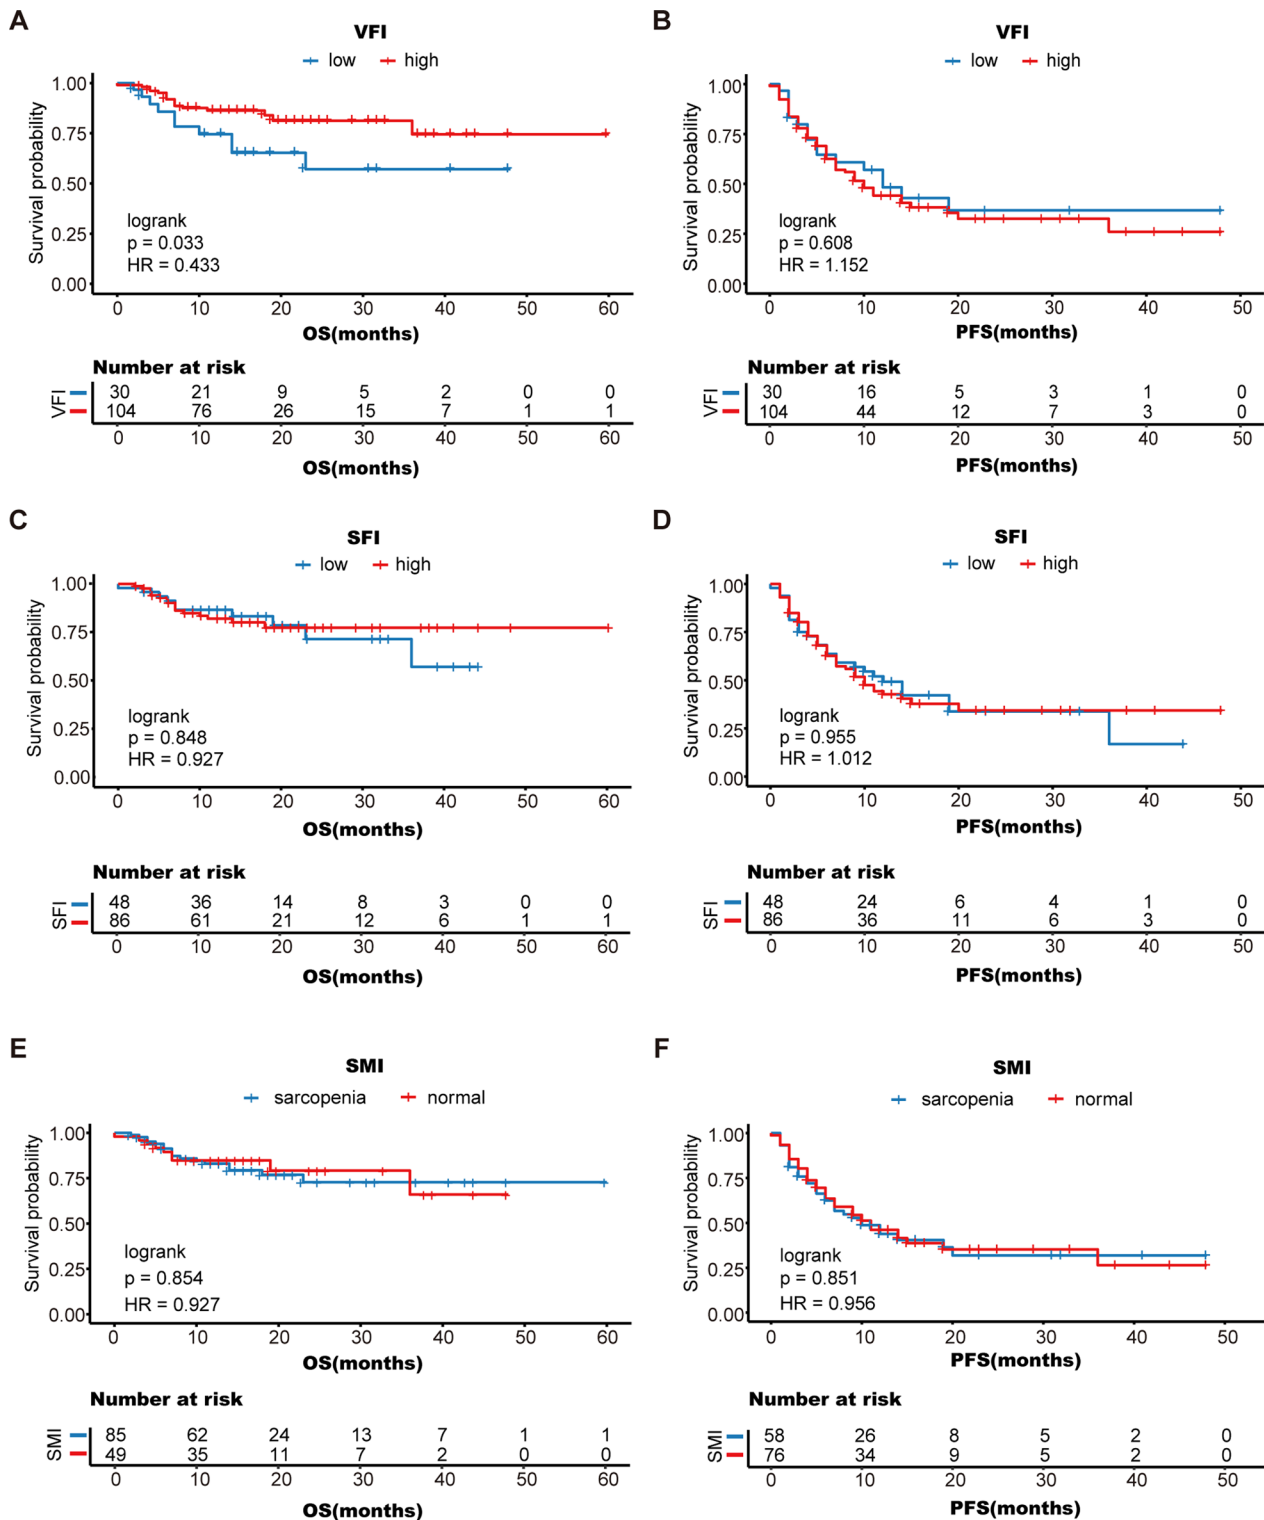 A
VFI
low high
1.00
0.75
0.50
0.25
0.00
Survival probability
logrank
p = 0.033
HR = 0.433
0 10 20 30 40 50 60
OS(months)
Number at risk
VFI
30 21 9 5 2 0 0
104 76 26 15 7 1 1
0 10 20 30 40 50 60
OS(months)
B
VFI
low high
1.00
0.75
0.50
0.25
0.00
Survival probability
logrank
p = 0.608
HR = 1.152
0 10 20 30 40 50
PFS(months)
Number at risk
VFI
30 16 5 3 1 0
104 44 12 7 3 0
0 10 20 30 40 50
PFS(months)
C
SFI
low high
1.00
0.75
0.50
0.25
0.00
Survival probability
logrank
p = 0.848
HR = 0.927
0 10 20 30 40 50 60
OS(months)
Number at risk
SFI
48 36 14 8 3 0 0
86 61 21 12 6 1 1
0 10 20 30 40 50 60
OS(months)
D
SFI
low high
1.00
0.75
0.50
0.25
0.00
Survival probability
logrank
p = 0.955
HR = 1.012
0 10 20 30 40 50
PFS(months)
Number at risk
SFI
48 24 6 4 1 0
86 36 11 6 3 0
0 10 20 30 40 50
PFS(months)
E
SMI
sarcopenia normal
1.00
0.75
0.50
0.25
0.00
Survival probability
logrank
p = 0.854
HR = 0.927
0 10 20 30 40 50 60
OS(months)
Number at risk
SMI
85 62 24 13 7 1 1
49 35 11 7 2 0 0
0 10 20 30 40 50 60
OS(months)
F
SMI
sarcopenia normal
1.00
0.75
0.50
0.25
0.00
Survival probability
logrank
p = 0.851
HR = 0.956
0 10 20 30 40 50
PFS(months)
Number at risk
SMI
58 26 8 5 2 0
76 34 9 5 2 0
0 10 20 30 40 50
PFS(months)